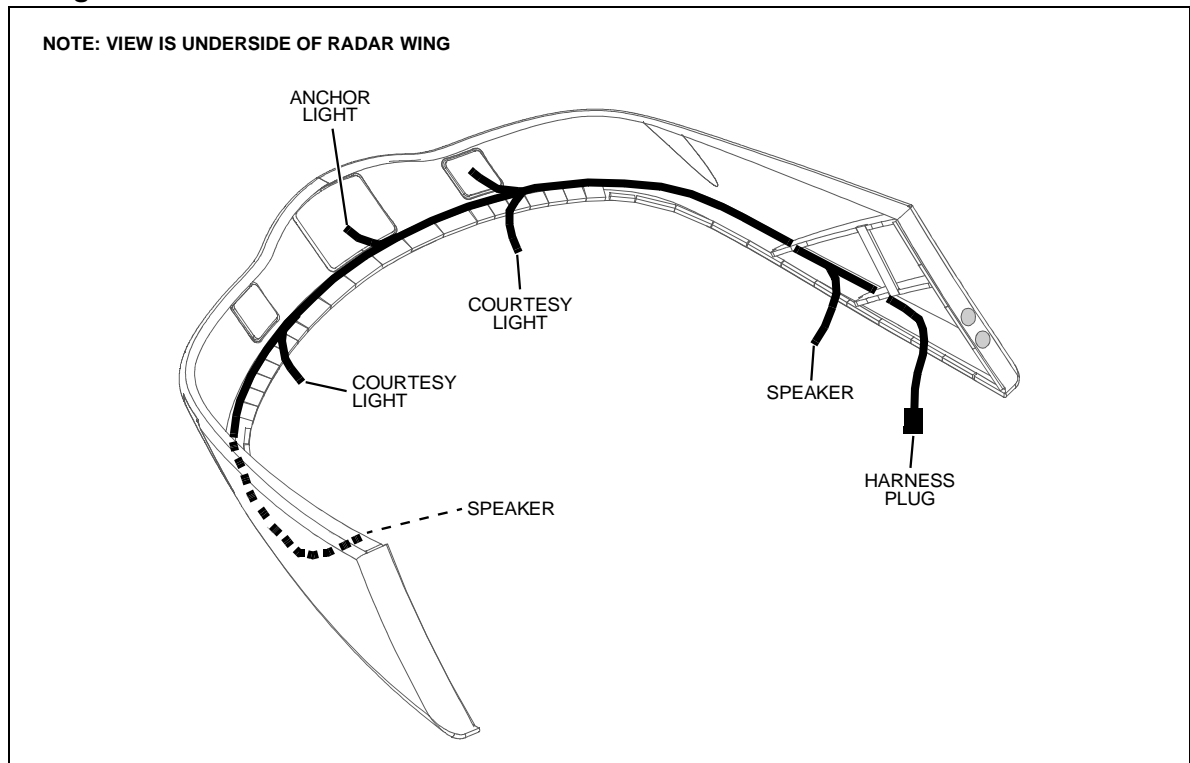 NOTE: VIEW IS UNDERSIDE OF RADAR WING
ANCHOR
LIGHT
COURTESY
LIGHT
COURTESY
LIGHT
SPEAKER
HARNESS
PLUG
SPEAKER